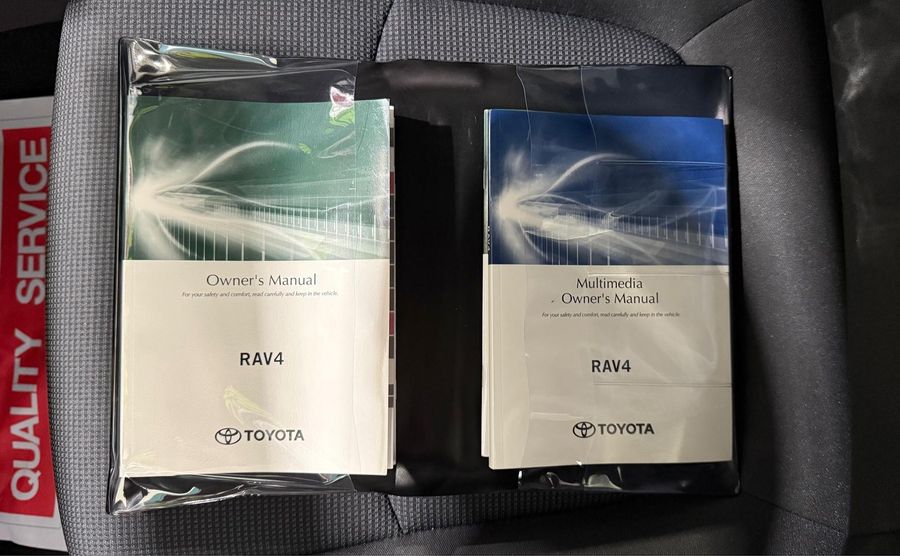 QUALITY SERVICE
Owner's Manual
For your safety and comfort, read carefully and keep in the vehicle.
RAV4
TOYOTA
Multimedia
Owner's Manual
For your safety and comfort, read carefully and keep in the vehicle.
RAV4
TOYOTA